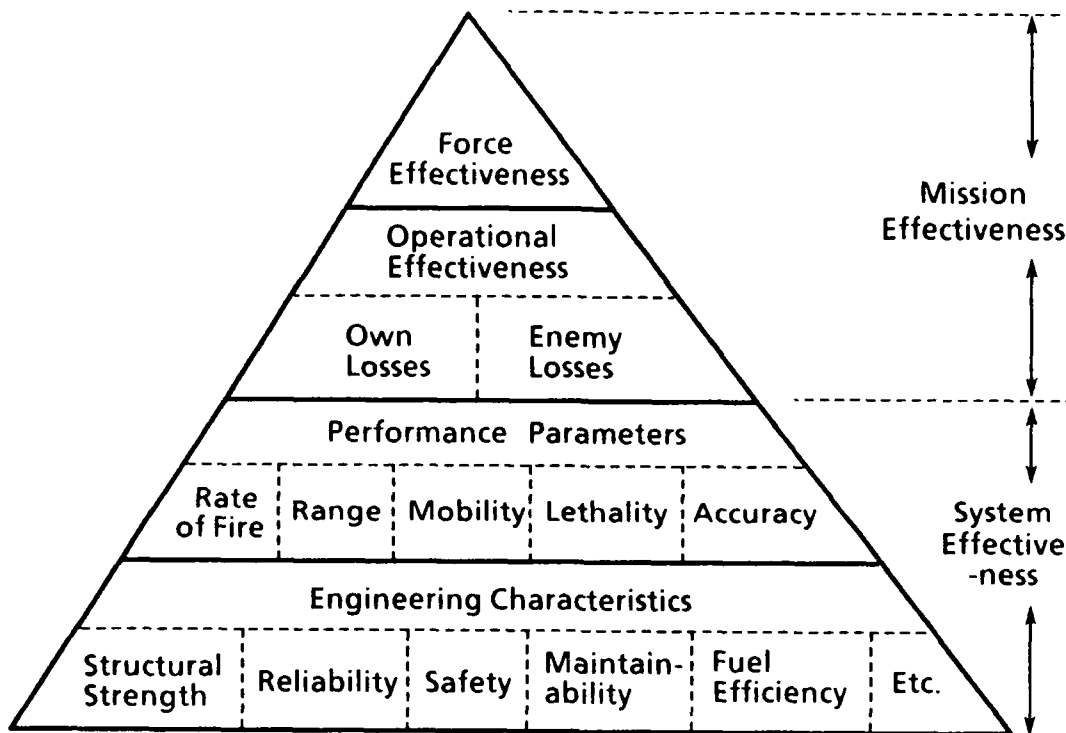 Force
Effectiveness
Mission
Effectiveness
Operational
Effectiveness
Own
Losses
Enemy
Losses
Performance Parameters
Rate
of Fire
Range
Mobility
Lethality
Accuracy
System
Effective
-ness
Engineering Characteristics
Structural
Strength
Reliability
Safety
Maintain-
ability
Fuel
Efficiency
Etc.